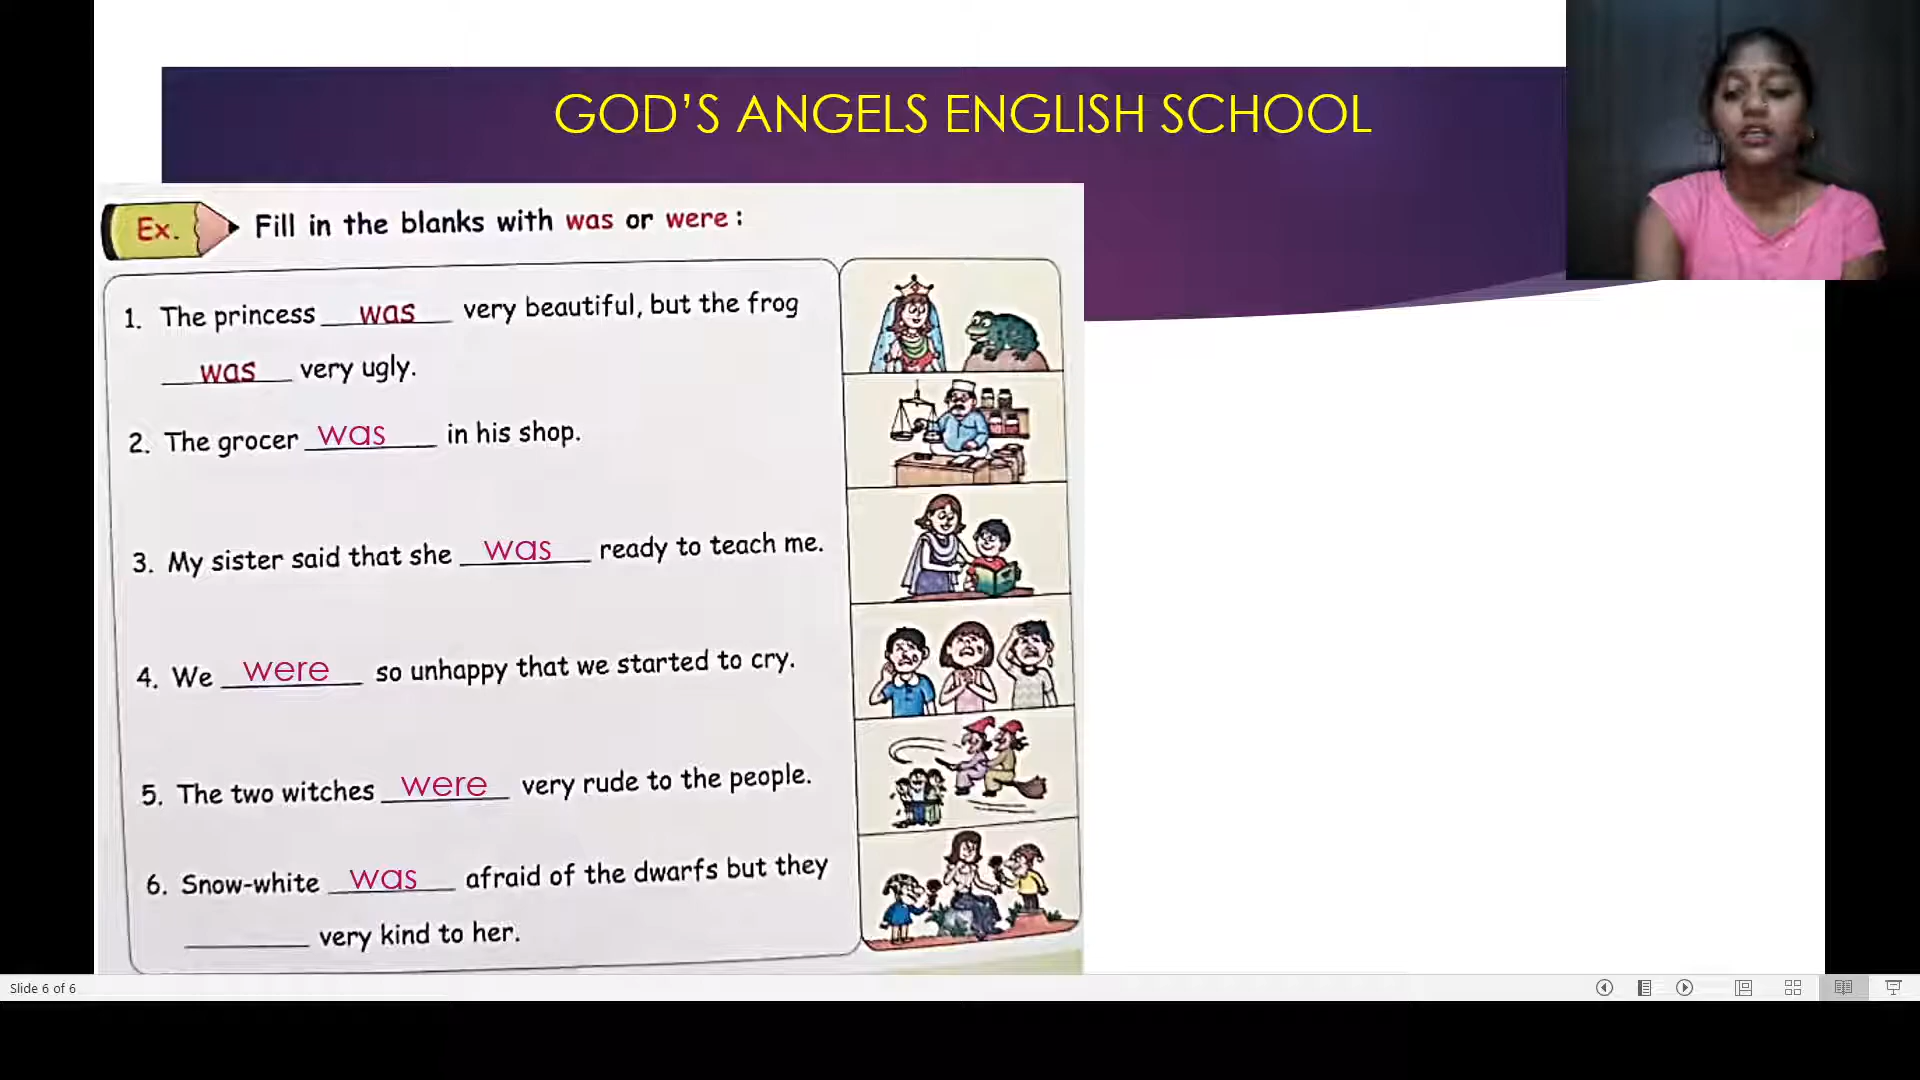 GOD’S ANGELS ENGLISH SCHOOL
Ex. Fill in the blanks with was or were :
1. The princess was very beautiful, but the frog
was very ugly.
2. The grocer was in his shop.
3. My sister said that she was ready to teach me.
4. We were so unhappy that we started to cry.
5. The two witches were very rude to the people.
6. Snow-white was afraid of the dwarfs but they
__________ very kind to her.
Slide 6 of 6